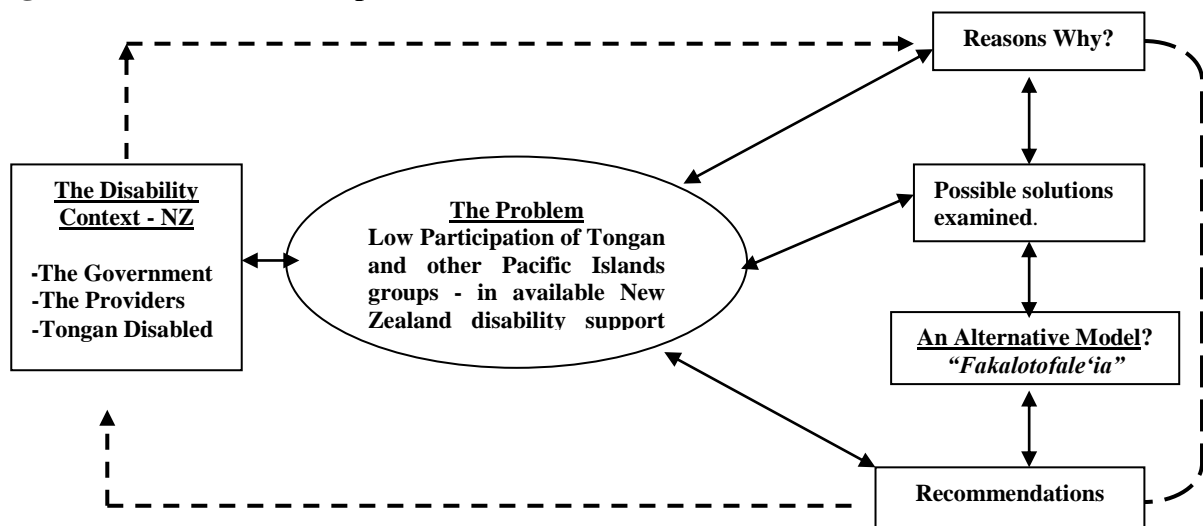 The Disability
Context - NZ
-The Government
-The Providers
-Tongan Disabled
The Problem
Low Participation of Tongan
and other Pacific Islands
groups - in available New
Zealand disability support
Reasons Why?
Possible solutions
examined.
An Alternative Model?
“Fakalotofale‘ia”
Recommendations